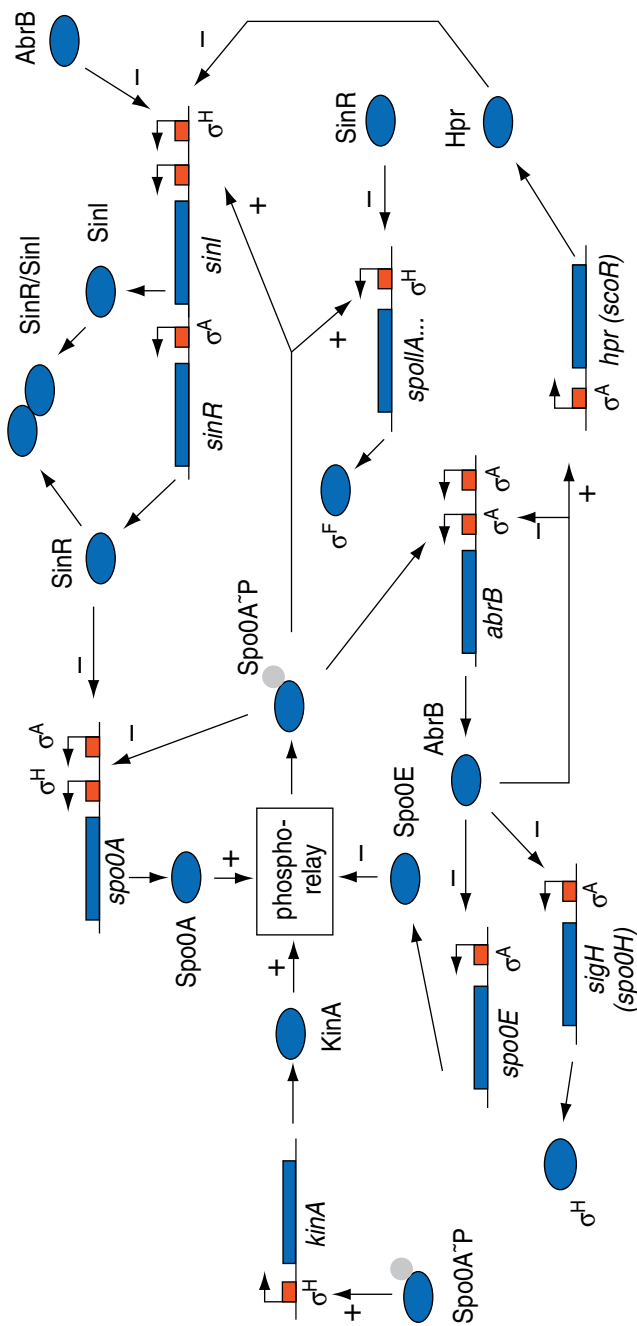 SinR/SinI
AbrB
σH
σA
SinR
SinI
–
–
–
–
spo0A
sinR
σA
sinI
σH
Spo0A
+
+
Spo0A~P
phospho-
relay
+
kinA
KinA
σH
+
Spo0A~P
–
Spo0E
+
σF
SinR
–
spoIIA...
σH
AbrB
–
spo0E
σA
abrB
σA
σA
Hpr
–
–
+
σA
hpr (scoR)
σH
sigH
(spo0H)
σA